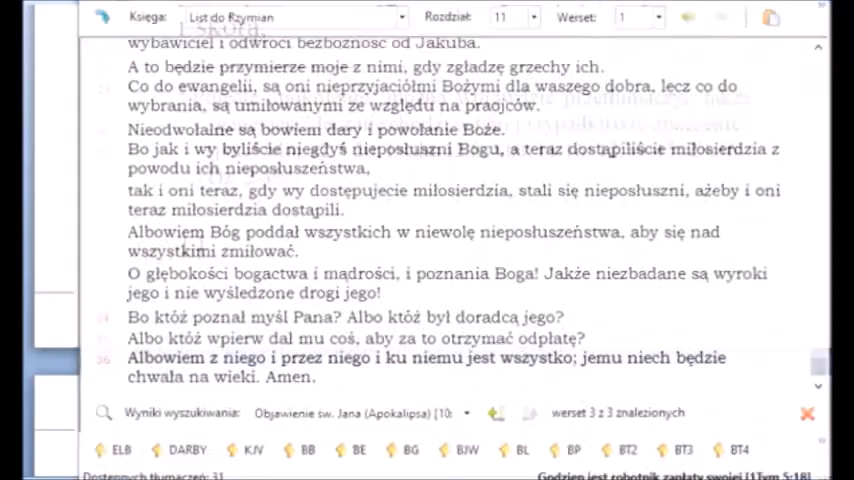 Księga: List do Rzymian Rozdział: 11 Werset: 1
wybawiciel i odwróci bezbożność od Jakuba.
A to będzie przymierze moje z nimi, gdy zgładzę grzechy ich.
Co do ewangelii, są oni nieprzyjaciółmi Bożymi dla waszego dobra, lecz co do
wybrania, są umiłowanymi ze względu na praojców.
Nieodwołalne są bowiem dary i powołanie Boże.
Bo jak i wy byliście niegdyś nieposłuszni Bogu, a teraz dostąpiliście miłosierdzia z
powodu ich nieposłuszeństwa,
tak i oni teraz, gdy wy dostępujecie miłosierdzia, stali się nieposłuszni, ażeby i oni
teraz miłosierdzia dostąpili.
Albowiem Bóg poddał wszystkich w niewolę nieposłuszeństwa, aby się nad
wszystkimi zmiłować.
O głębokości bogactwa i mądrości, i poznania Boga! Jakże niezbadane są wyroki
jego i nie wyśledzone drogi jego!
34 Bo któż poznał myśl Pana? Albo któż był doradcą jego?
35 Albo któż wpierw dał mu coś, aby za to otrzymać odpłatę?
36 Albowiem z niego i przez niego i ku niemu jest wszystko; jemu niech będzie
chwała na wieki. Amen.
Wyniki wyszukiwania: Objawienie św. Jana (Apokalipsa) [10: werset 3 z 3 znalezionych
ELB DARBY KJV BB BE BG BJW BL BP BT2 BT3 BT4
Dostępnych tłumaczeń: 31 Godzien jest robotnik zapłaty swojej [1Tym 5:18]